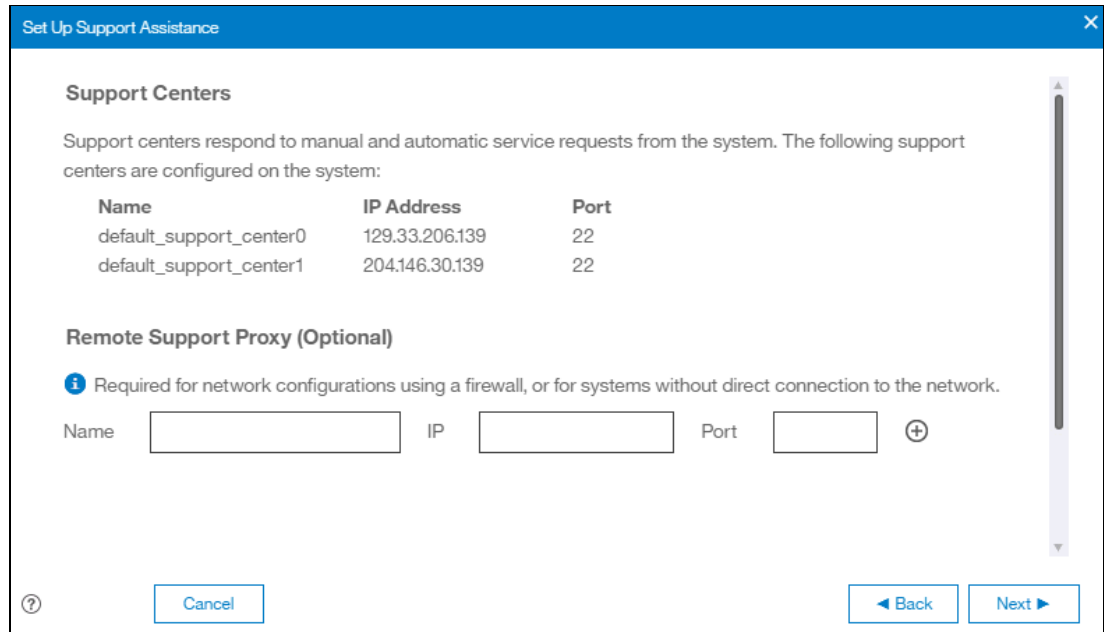 Set Up Support Assistance
Support Centers
Support centers respond to manual and automatic service requests from the system. The following support
centers are configured on the system:
Name IP Address Port
default_support_center0 129.33.206.139 22
default_support_center1 204.146.30.139 22
Remote Support Proxy (Optional)
Required for network configurations using a firewall, or for systems without direct connection to the network.
Name IP Port
Cancel Back Next